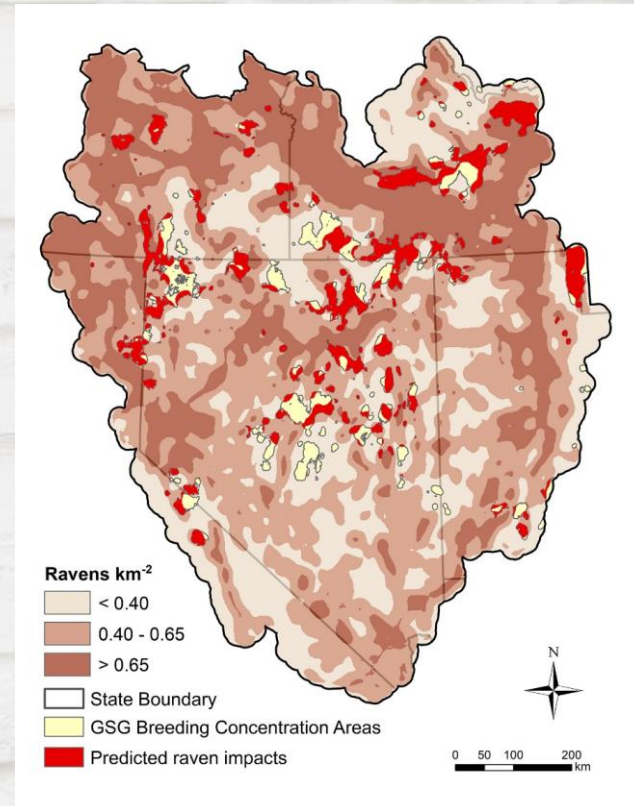 Ravens km-2
< 0.40
0.40 - 0.65
> 0.65
State Boundary
GSG Breeding Concentration Areas
Predicted raven impacts
N
0 50 100 200
km